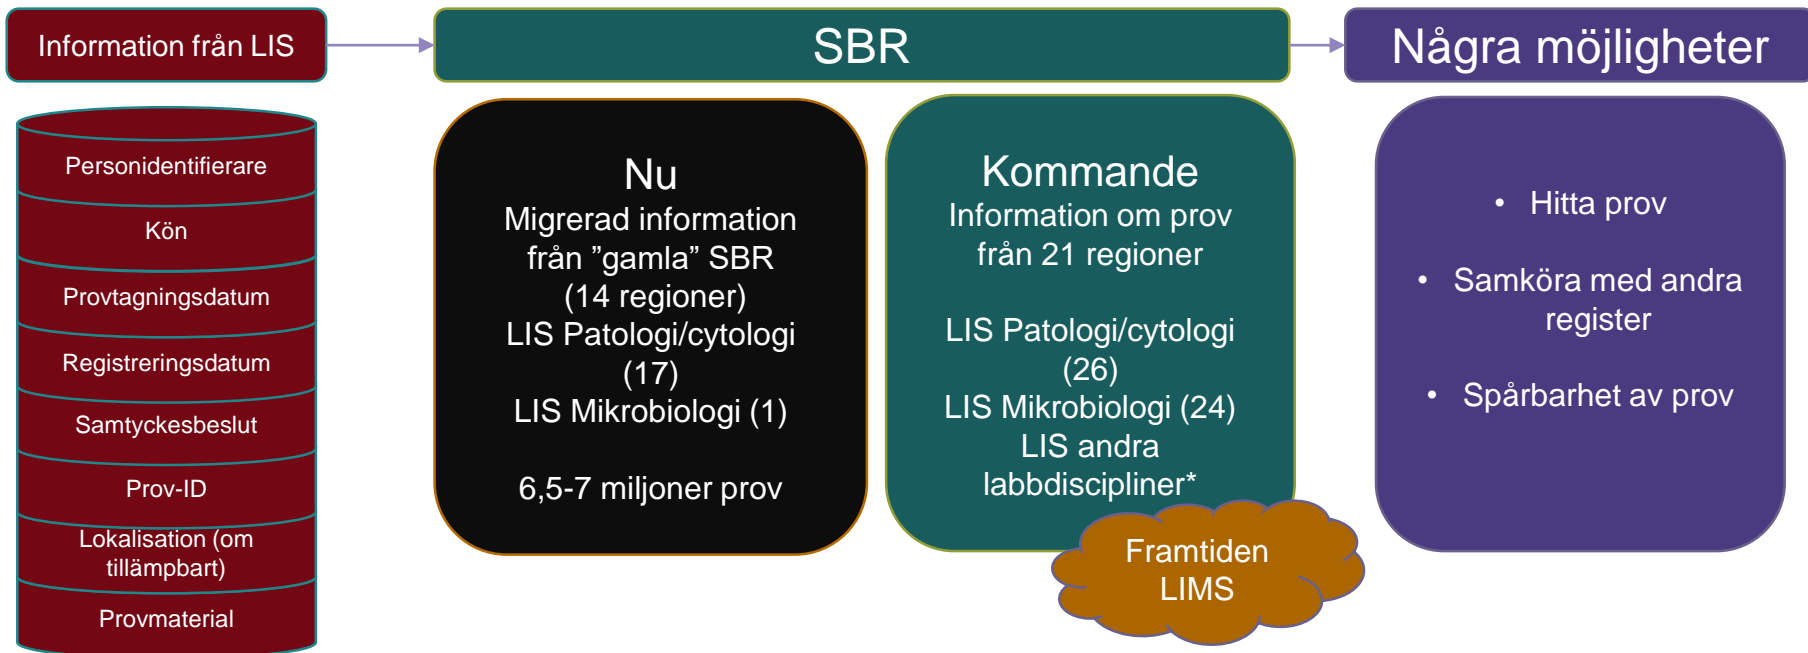 Information från LIS
SBR
Några möjligheter
Personidentifierare
Kön
Provtagningsdatum
Registreringsdatum
Samtyckesbeslut
Prov-ID
Lokalisation (om
tillämpbart)
Provmaterial
Nu
Migrerad information
från ”gamla” SBR
(14 regioner)
LIS Patologi/cytologi
(17)
LIS Mikrobiologi (1)
6,5-7 miljoner prov
Kommande
Information om prov
från 21 regioner
LIS Patologi/cytologi
(26)
LIS Mikrobiologi (24)
LIS andra
labbdiscipliner*
Framtiden
LIMS
• Hitta prov
• Samköra med andra
register
• Spårbarhet av prov